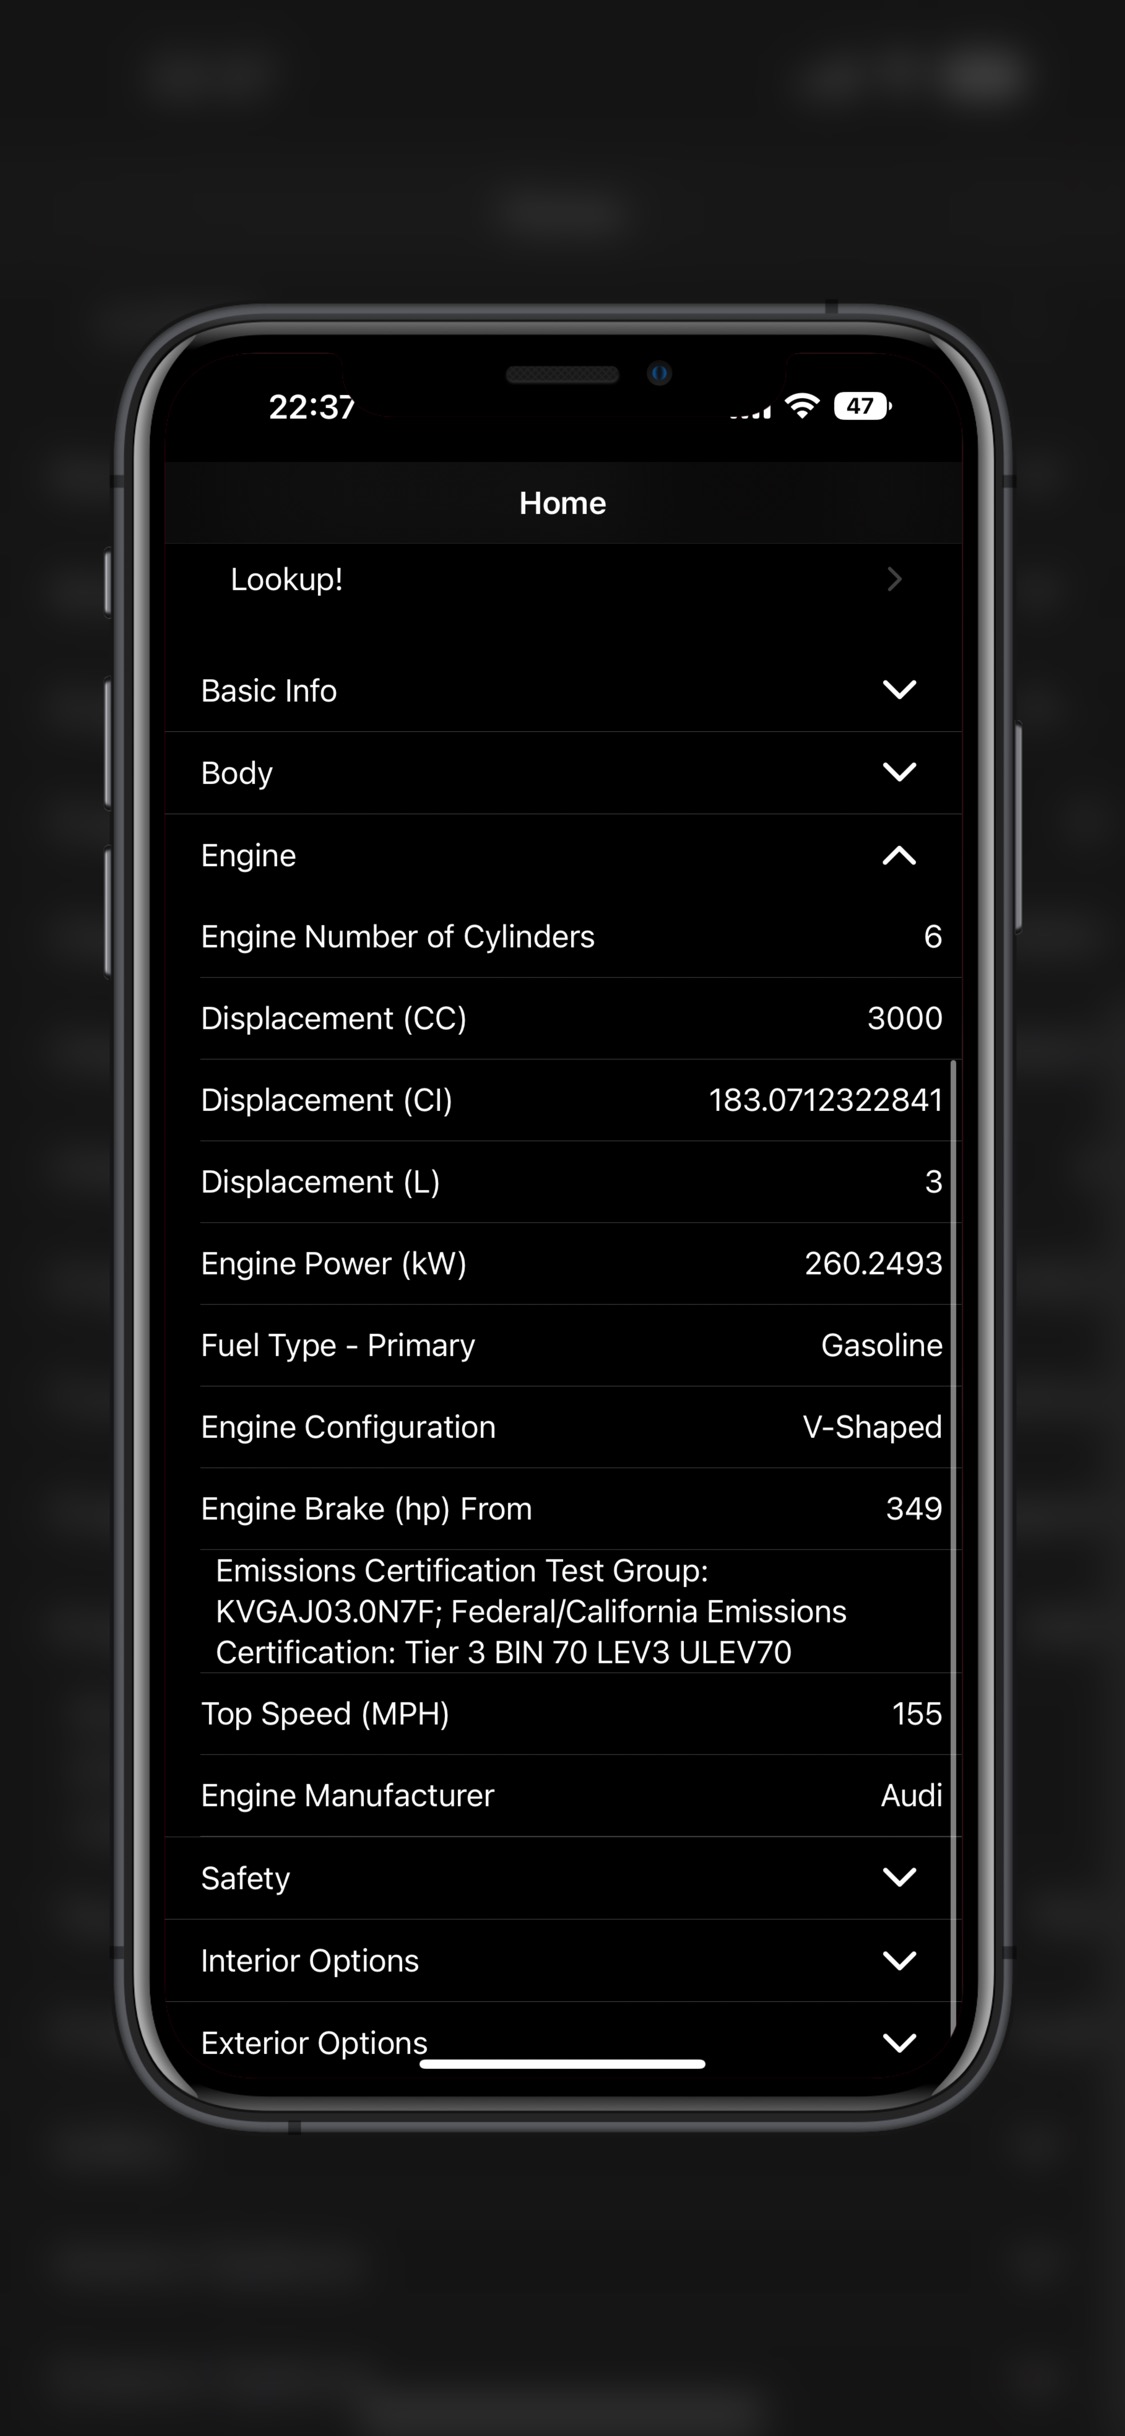 22:37
47
Home
Lookup!
Basic Info
Body
Engine
Engine Number of Cylinders 6
Displacement (CC) 3000
Displacement (CI) 183.0712322841
Displacement (L) 3
Engine Power (kW) 260.2493
Fuel Type - Primary Gasoline
Engine Configuration V-Shaped
Engine Brake (hp) From 349
Emissions Certification Test Group:
KVGAJ03.0N7F; Federal/California Emissions
Certification: Tier 3 BIN 70 LEV3 ULEV70
Top Speed (MPH) 155
Engine Manufacturer Audi
Safety
Interior Options
Exterior Options